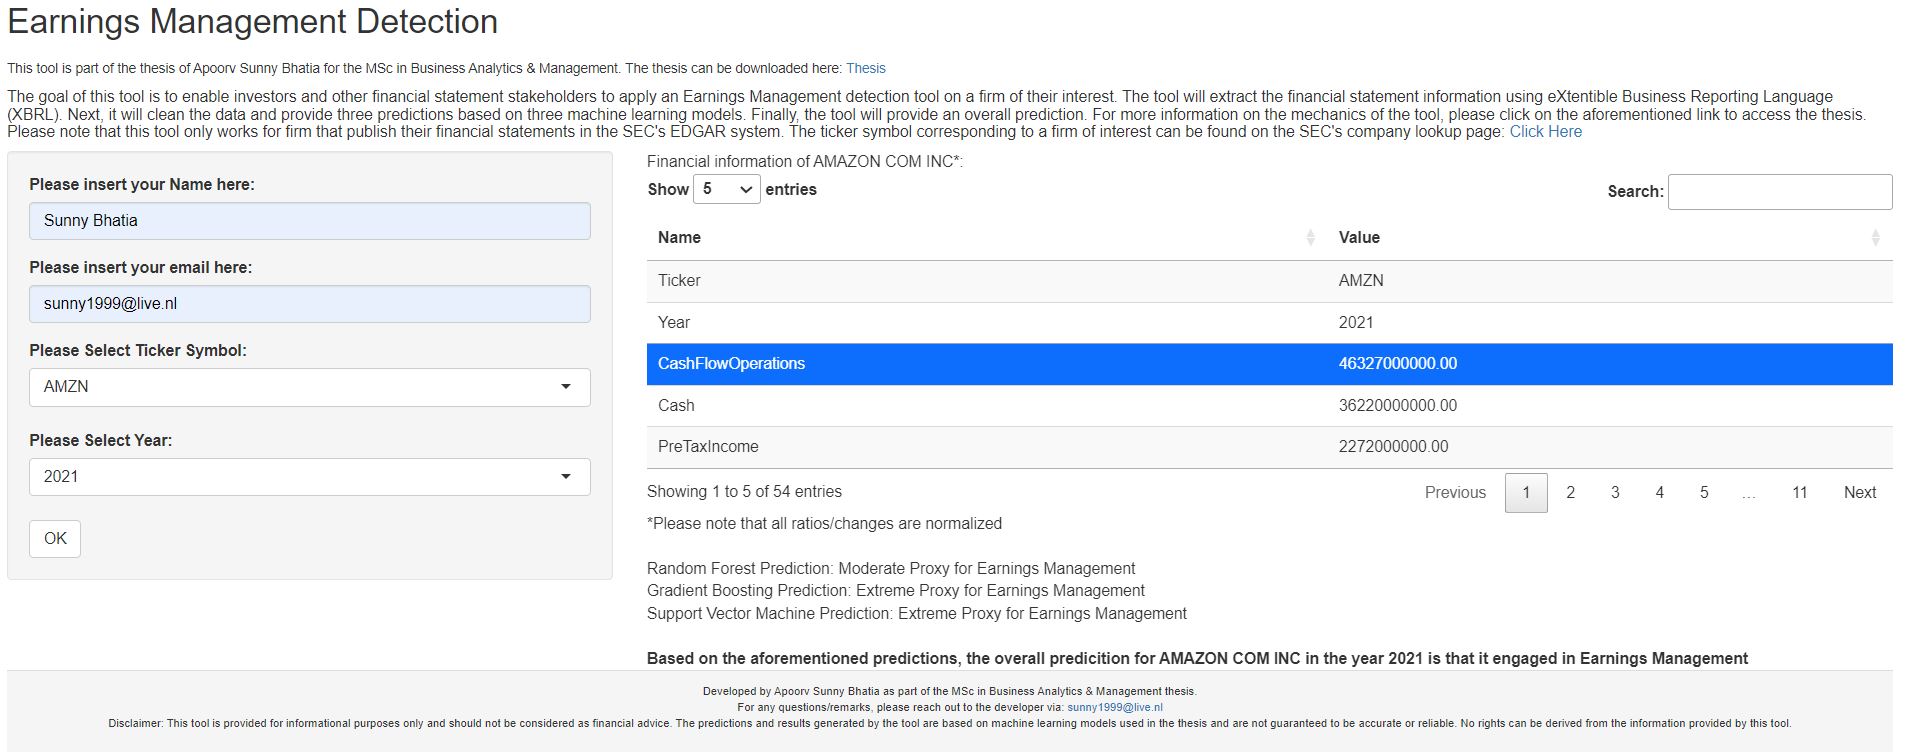 Earnings Management Detection
This tool is part of the thesis of Apoorv Sunny Bhatia for the MSc in Business Analytics & Management. The thesis can be downloaded here: Thesis
The goal of this tool is to enable investors and other financial statement stakeholders to apply an Earnings Management detection tool on a firm of their interest. The tool will extract the financial statement information using eXtentible Business Reporting Language
(XBRL). Next, it will clean the data and provide three predictions based on three machine learning models. Finally, the tool will provide an overall prediction. For more information on the mechanics of the tool, please click on the aforementioned link to access the thesis.
Please note that this tool only works for firm that publish their financial statements in the SEC's EDGAR system. The ticker symbol corresponding to a firm of interest can be found on the SEC's company lookup page: Click Here
Please insert your Name here:
Sunny Bhatia
Please insert your email here:
sunny1999@live.nl
Please Select Ticker Symbol:
AMZN
Please Select Year:
2021
OK
Financial information of AMAZON COM INC*:
Show 5 entries
Search:
Name Value
Ticker AMZN
Year 2021
CashFlowOperations 46327000000.00
Cash 36220000000.00
PreTaxIncome 2272000000.00
Showing 1 to 5 of 54 entries
Previous 1 2 3 4 5 … 11 Next
*Please note that all ratios/changes are normalized
Random Forest Prediction: Moderate Proxy for Earnings Management
Gradient Boosting Prediction: Extreme Proxy for Earnings Management
Support Vector Machine Prediction: Extreme Proxy for Earnings Management
Based on the aforementioned predictions, the overall predicition for AMAZON COM INC in the year 2021 is that it engaged in Earnings Management
Developed by Apoorv Sunny Bhatia as part of the MSc in Business Analytics & Management thesis.
For any questions/remarks, please reach out to the developer via: sunny1999@live.nl
Disclaimer: This tool is provided for informational purposes only and should not be considered as financial advice. The predictions and results generated by the tool are based on machine learning models used in the thesis and are not guaranteed to be accurate or reliable. No rights can be derived from the information provided by this tool.